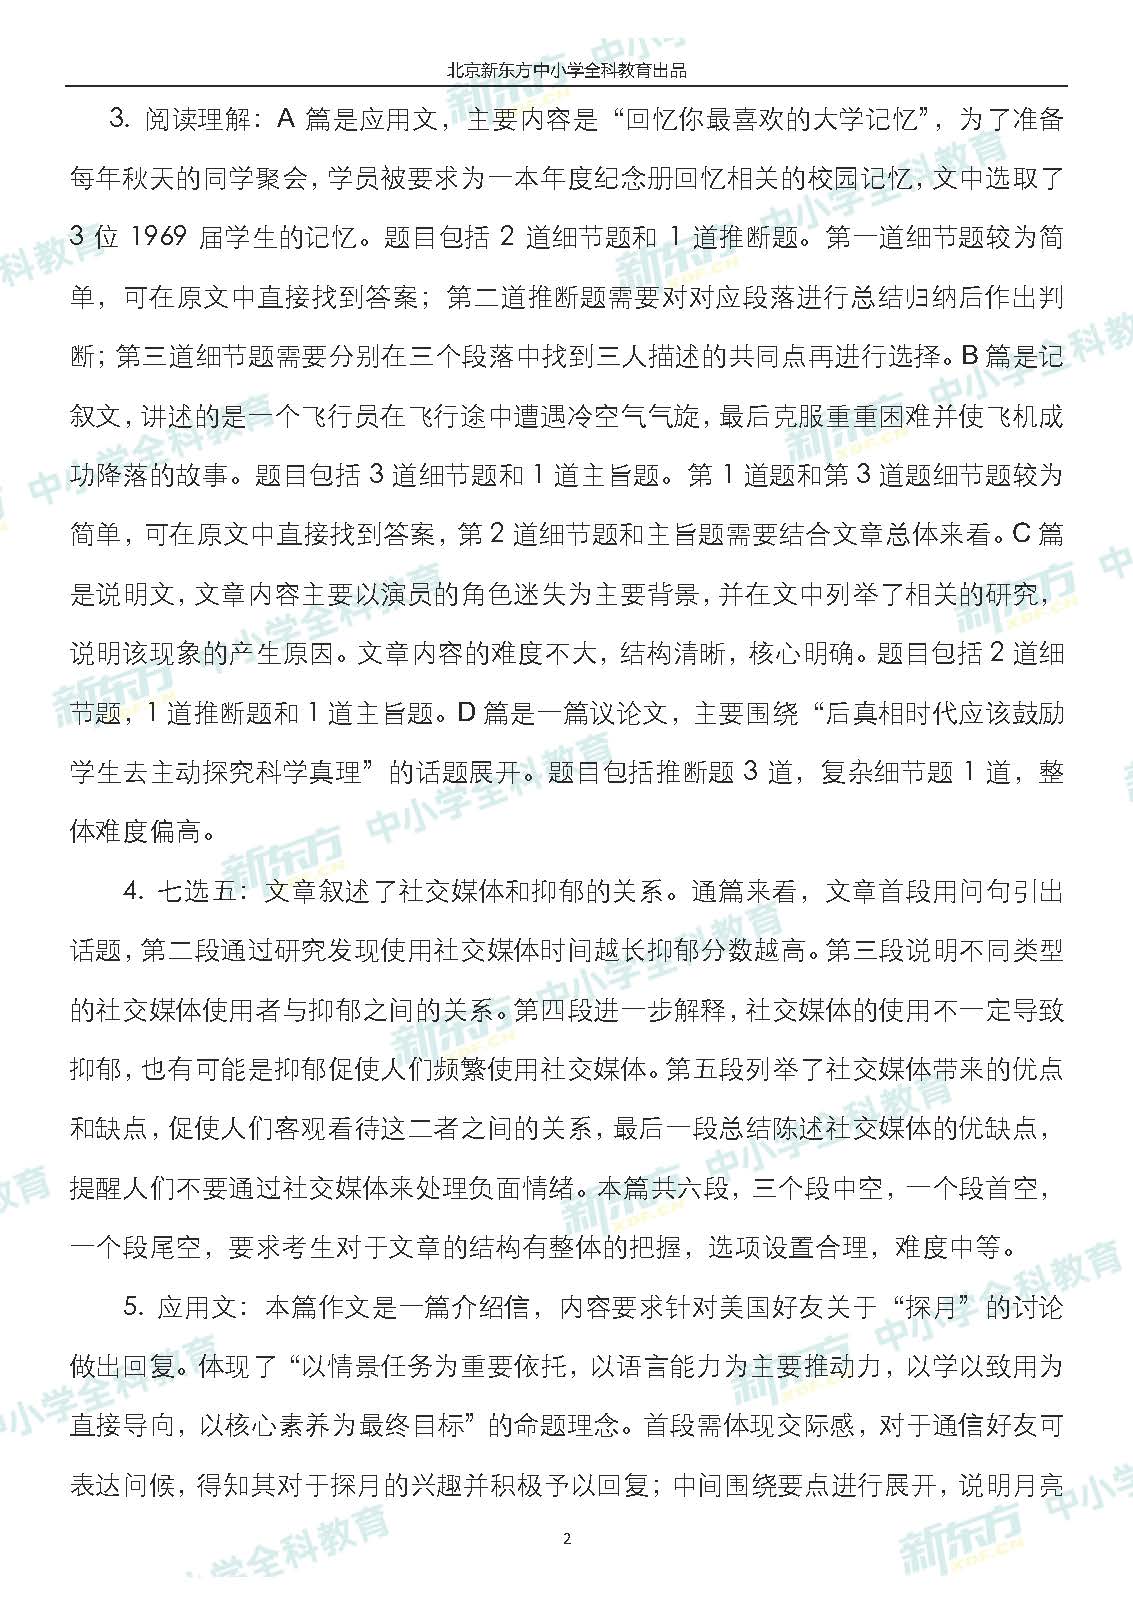 北京新东方中小学全科教育出品
3. 阅读理解：A 篇是应用文，主要内容是“回忆你最喜欢的大学记忆”，为了准备
每年秋天的同学聚会，学员被要求为一本年度纪念册回忆相关的校园记忆，文中选取了
3 位 1969 届学生的记忆。题目包括 2 道细节题和 1 道推断题。第一道细节题较为简
单，可在原文中直接找到答案；第二道推断题需要对对应段落进行总结归纳后作出判
断；第三道细节题需要分别在三个段落中找到三人描述的共同点再进行选择。B 篇是记
叙文，讲述的是一个飞行员在飞行途中遭遇冷空气气旋，最后克服重重困难并使飞机成
功降落的故事。题目包括 3 道细节题和 1 道主旨题。第 1 道题和第 3 道题细节题较为
简单，可在原文中直接找到答案，第 2 道细节题和主旨题需要结合文章总体来看。C 篇
是说明文，文章内容主要以演员的角色迷失为主要背景，并在文中列举了相关的研究，
说明该现象的产生原因。文章内容的难度不大，结构清晰，核心明确。题目包括 2 道细
节题，1 道推断题和 1 道主旨题。D 篇是一篇议论文，主要围绕“后真相时代应该鼓励
学生去主动探究科学真理”的话题展开。题目包括推断题 3 道，复杂细节题 1 道，整
体难度偏高。
4. 七选五：文章叙述了社交媒体和抑郁的关系。通篇来看，文章首段用问句引出
话题，第二段通过研究发现使用社交媒体时间越长抑郁分数越高。第三段说明不同类型
的社交媒体使用者与抑郁之间的关系。第四段进一步解释，社交媒体的使用不一定导致
抑郁，也有可能是抑郁促使人们频繁使用社交媒体。第五段列举了社交媒体带来的优点
和缺点，促使人们客观看待这二者之间的关系，最后一段总结陈述社交媒体的优缺点，
提醒人们不要通过社交媒体来处理负面情绪。本篇共六段，三个段中空，一个段首空，
一个段尾空，要求考生对于文章的结构有整体的把握，选项设置合理，难度中等。
5. 应用文：本篇作文是一篇介绍信，内容要求针对美国好友关于“探月”的讨论
做出回复。体现了“以情景任务为重要依托，以语言能力为主要推动力，以学以致用为
直接导向，以核心素养为最终目标”的命题理念。首段需体现交际感，对于通信好友可
表达问候，得知其对于探月的兴趣并积极予以回复；中间围绕要点进行展开，说明月亮
2